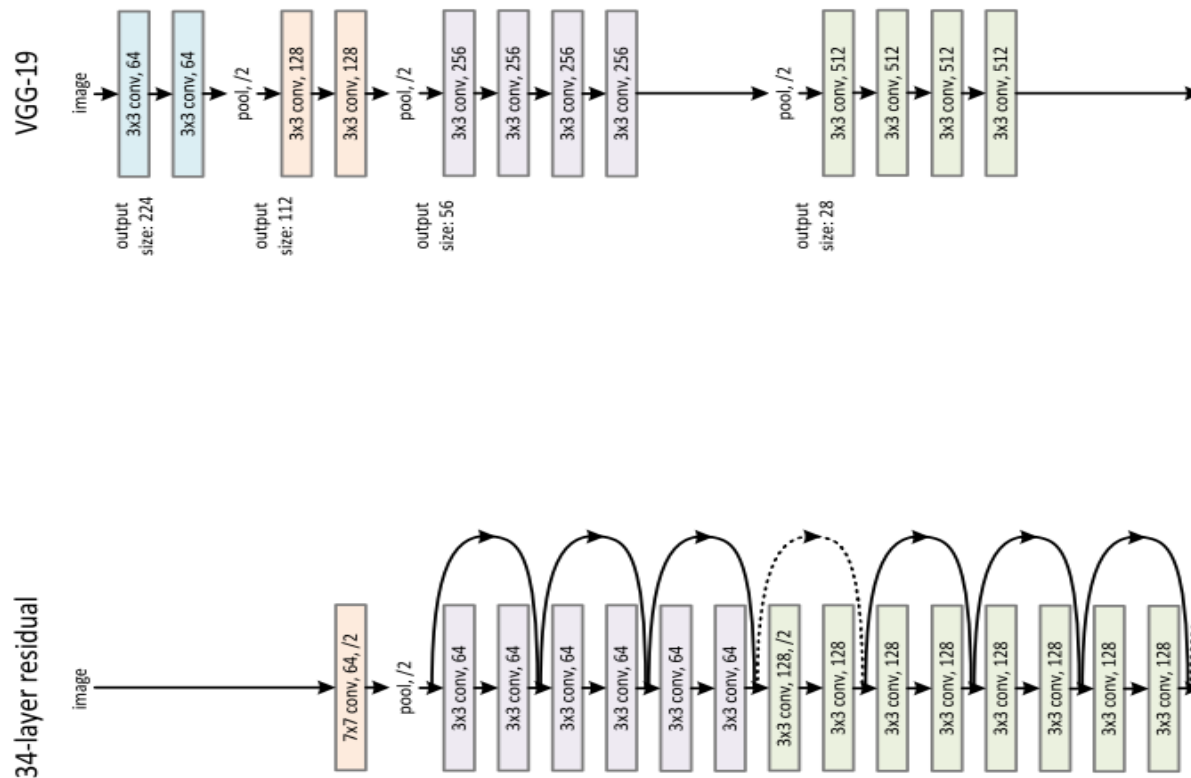 VGG-19
image
3x3 conv, 64
3x3 conv, 64
pool, /2
3x3 conv, 128
3x3 conv, 128
pool, /2
3x3 conv, 256
3x3 conv, 256
3x3 conv, 256
3x3 conv, 256
pool, /2
3x3 conv, 512
3x3 conv, 512
3x3 conv, 512
3x3 conv, 512
output
size: 224
output
size: 112
output
size: 56
output
size: 28
34-layer residual
image
7x7 conv, 64, /2
pool, /2
3x3 conv, 64
3x3 conv, 64
3x3 conv, 64
3x3 conv, 64
3x3 conv, 64
3x3 conv, 64
3x3 conv, 128, /2
3x3 conv, 128
3x3 conv, 128
3x3 conv, 128
3x3 conv, 128
3x3 conv, 128
3x3 conv, 128
3x3 conv, 128